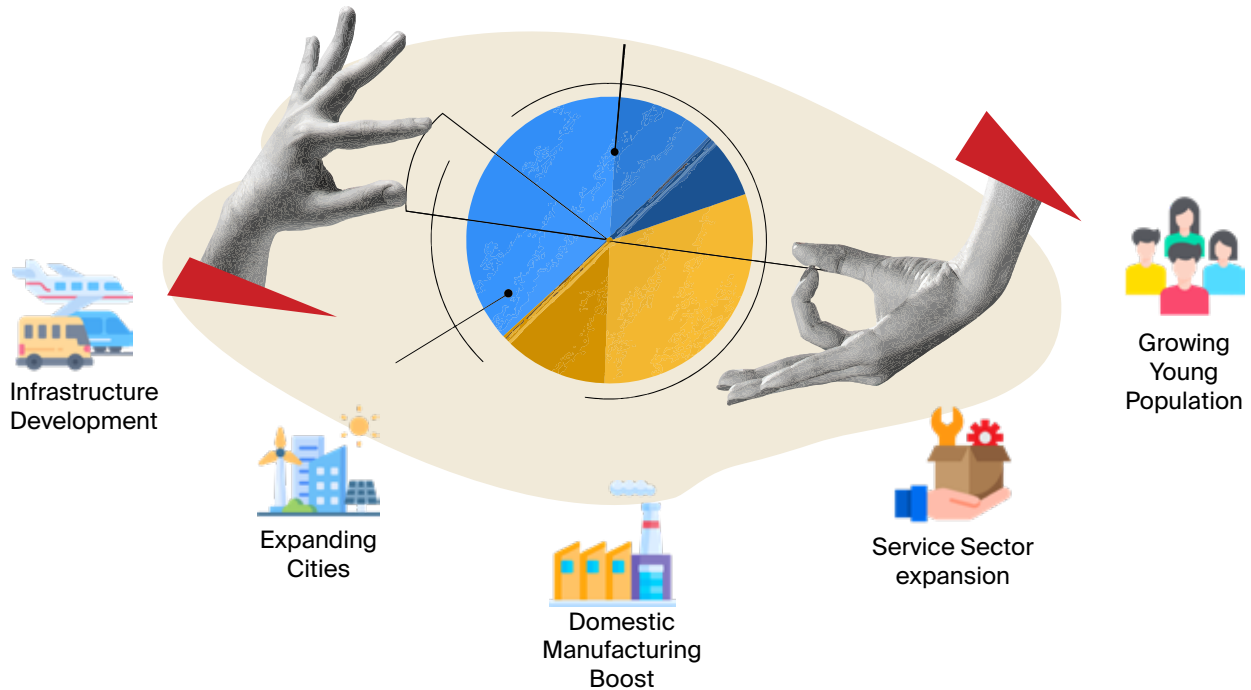 Infrastructure
Development
Expanding
Cities
Domestic
Manufacturing
Boost
Service Sector
expansion
Growing
Young
Population